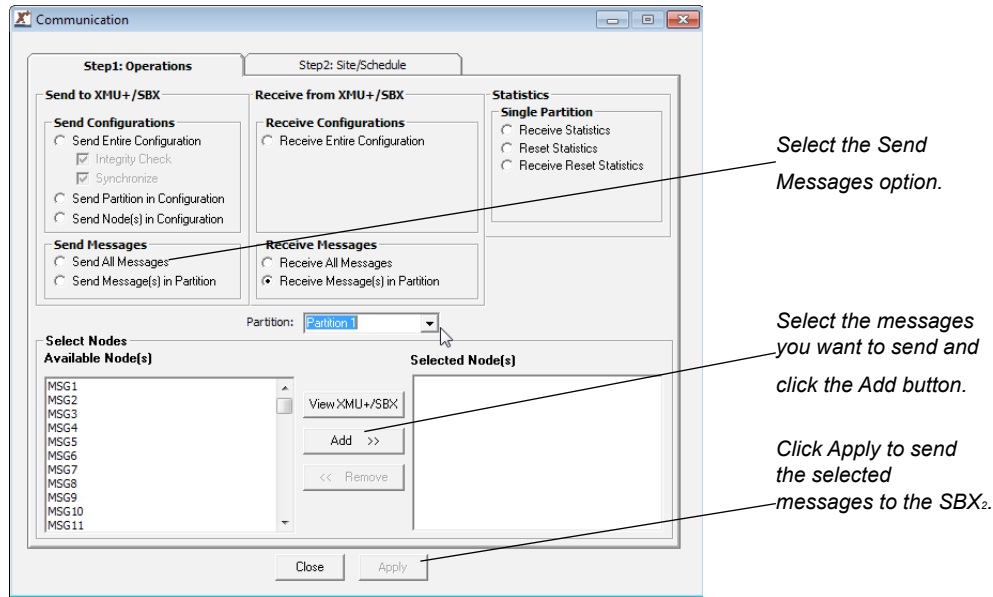 Communication
Step1: Operations
Step2: Site/Schedule
Send to XMU+/SBX
Send Configurations
Send Entire Configuration
Integrity Check
Synchronize
Send Partition in Configuration
Send Node(s) in Configuration
Send Messages
Send All Messages
Send Message(s) in Partition
Receive from XMU+/SBX
Receive Configurations
Receive Entire Configuration
Receive Messages
Receive All Messages
Receive Message(s) in Partition
Statistics
Single Partition
Receive Statistics
Reset Statistics
Receive Reset Statistics
Partition: Partition 1
Select Nodes
Available Node(s)
MSG1
MSG2
MSG3
MSG4
MSG5
MSG6
MSG7
MSG8
MSG9
MSG10
MSG11
View XMU+/SBX
Add >>
<< Remove
Selected Node(s)
Close
Apply
Select the Send
Messages option.
Select the messages
you want to send and
click the Add button.
Click Apply to send
the selected
messages to the SBX₂.